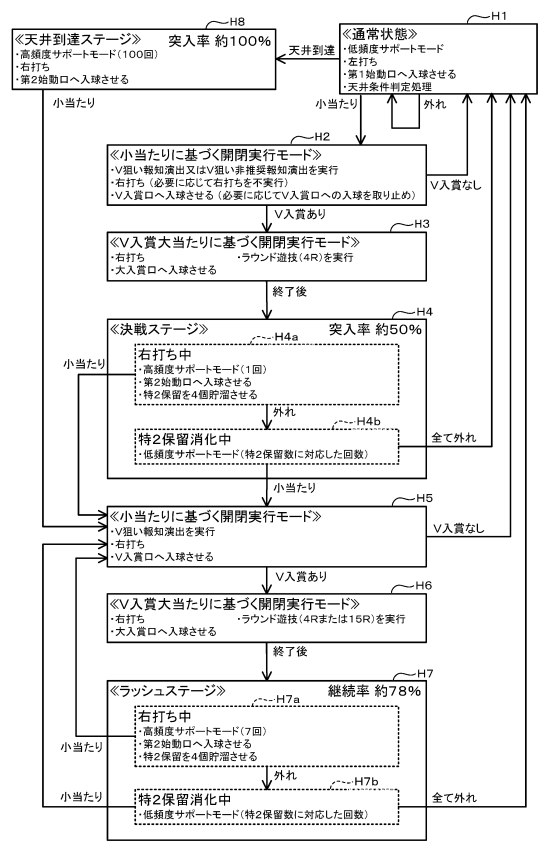 H8
≪天井到達ステージ≫ 突入率 約100%
・高頻度サポートモード(100回)
・右打ち
・第2始動口へ入球させる
天井到達
H1
≪通常状態≫
・低頻度サポートモード
・左打ち
・第1始動口へ入球させる
・天井条件判定処理
小当たり
小当たり
外れ
H2
≪小当たりに基づく開閉実行モード≫
・V狙い報知演出又はV狙い非推奨報知演出を実行
・右打ち(必要に応じて右打ちを不実行)
・V入賞口へ入球させる(必要に応じてV入賞口への入球を取り止め)
V入賞なし
V入賞あり
H3
≪V入賞大当たりに基づく開閉実行モード≫
・右打ち ・ラウンド遊技(4R)を実行
・大入賞口へ入球させる
終了後
H4
≪決戦ステージ≫ 突入率 約50%
H4a
小当たり
右打ち中
・高頻度サポートモード(1回)
・第2始動口へ入球させる
・特2保留を4個貯溜させる
外れ
H4b
特2保留消化中
・低頻度サポートモード(特2保留数に対応した回数)
全て外れ
小当たり
H5
≪小当たりに基づく開閉実行モード≫
・V狙い報知演出を実行
・右打ち
・V入賞口へ入球させる
V入賞なし
V入賞あり
H6
≪V入賞大当たりに基づく開閉実行モード≫
・右打ち ・ラウンド遊技(4Rまたは15R)を実行
・大入賞口へ入球させる
終了後
H7
≪ラッシュステージ≫ 継続率 約78%
H7a
右打ち中
・高頻度サポートモード(7回)
・第2始動口へ入球させる
・特2保留を4個貯溜させる
小当たり
外れ
H7b
小当たり
特2保留消化中
・低頻度サポートモード(特2保留数に対応した回数)
全て外れ